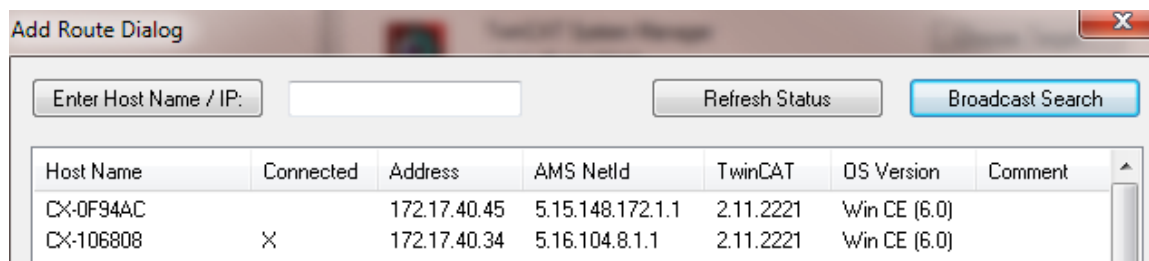 Add Route Dialog
Enter Host Name / IP: Refresh Status Broadcast Search
Host Name Connected Address AMS NetId TwinCAT OS Version Comment
CX-0F94AC 172.17.40.45 5.15.148.172.1.1 2.11.2221 Win CE (6.0)
CX-106808 X 172.17.40.34 5.16.104.8.1.1 2.11.2221 Win CE (6.0)